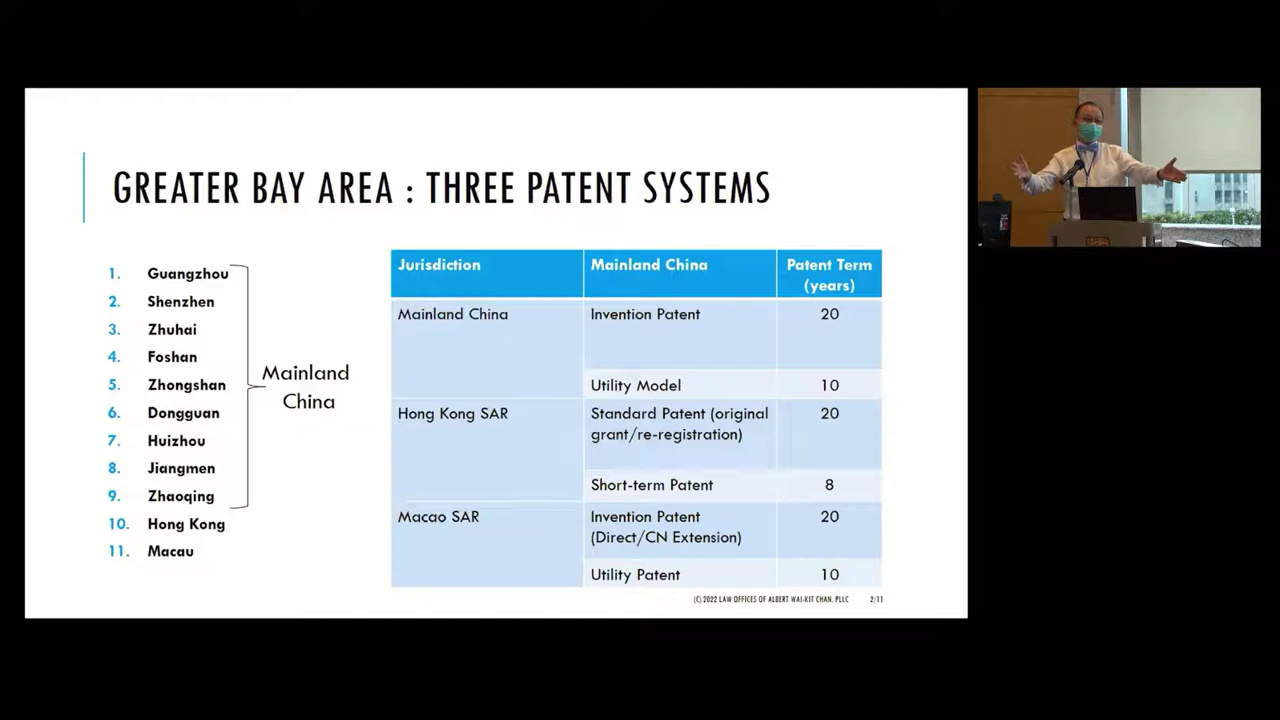 GREATER BAY AREA : THREE PATENT SYSTEMS
1. Guangzhou
2. Shenzhen
3. Zhuhai
4. Foshan
5. Zhongshan
6. Dongguan
7. Huizhou
8. Jiangmen
9. Zhaoqing
10. Hong Kong
11. Macau
Mainland
China
Jurisdiction Mainland China Patent Term
(years)
Mainland China Invention Patent 20
Utility Model 10
Hong Kong SAR Standard Patent (original 20
grant/re-registration)
Short-term Patent 8
Macao SAR Invention Patent 20
(Direct/CN Extension)
Utility Patent 10
(C) 2022 LAW OFFICES OF ALBERT WAI-KIT CHAN, PLLC 2/11